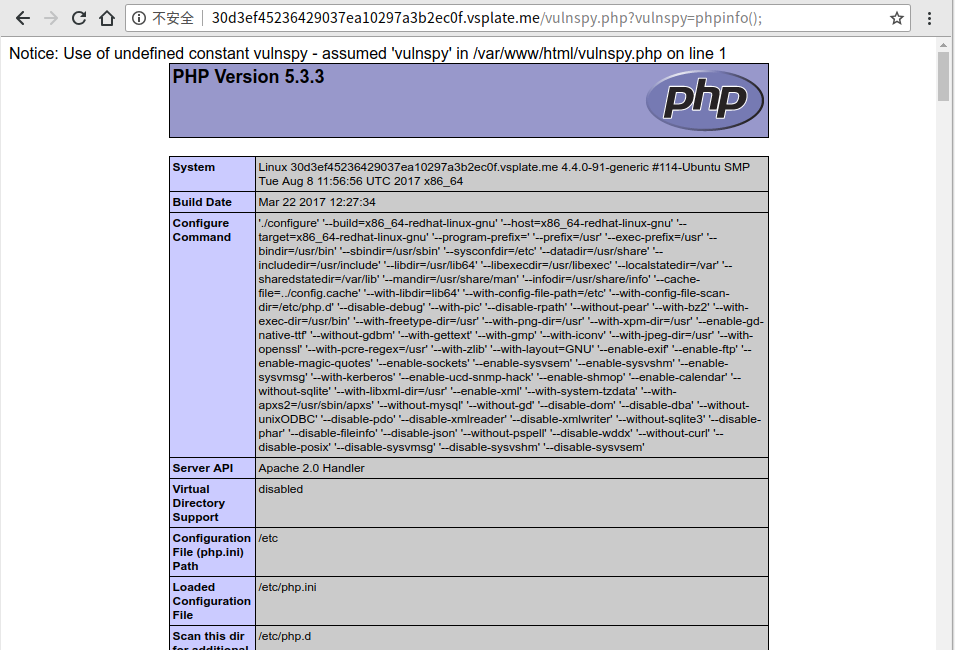 不安全 30d3ef45236429037ea10297a3b2ec0f.vsplate.me/vulnspy.php?vulnspy=phpinfo();
Notice: Use of undefined constant vulnspy - assumed 'vulnspy' in /var/www/html/vulnspy.php on line 1
PHP Version 5.3.3
php
System
Linux 30d3ef45236429037ea10297a3b2ec0f.vsplate.me 4.4.0-91-generic #114-Ubuntu SMP
Tue Aug 8 11:56:56 UTC 2017 x86_64
Build Date
Mar 22 2017 12:27:34
Configure
Command
'./configure' '--build=x86_64-redhat-linux-gnu' '--host=x86_64-redhat-linux-gnu' '--
target=x86_64-redhat-linux-gnu' '--program-prefix=' '--prefix=/usr' '--exec-prefix=/usr' '--
bindir=/usr/bin' '--sbindir=/usr/sbin' '--sysconfdir=/etc' '--datadir=/usr/share' '--
includedir=/usr/include' '--libdir=/usr/lib64' '--libexecdir=/usr/libexec' '--localstatedir=/var' '--
sharedstatedir=/var/lib' '--mandir=/usr/share/man' '--infodir=/usr/share/info' '--cache-
file=../config.cache' '--with-libdir=lib64' '--with-config-file-path=/etc' '--with-config-file-scan-
dir=/etc/php.d' '--disable-debug' '--with-pic' '--disable-rpath' '--without-pear' '--with-bz2' '--with-
exec-dir=/usr/bin' '--with-freetype-dir=/usr' '--with-png-dir=/usr' '--with-xpm-dir=/usr' '--enable-gd-
native-ttf' '--without-gdbm' '--with-gettext' '--with-gmp' '--with-iconv' '--with-jpeg-dir=/usr' '--with-
openssl' '--with-pcre-regex=/usr' '--with-zlib' '--with-layout=GNU' '--enable-exif' '--enable-ftp' '--
enable-magic-quotes' '--enable-sockets' '--enable-sysvsem' '--enable-sysvshm' '--enable-
sysvmsg' '--with-kerberos' '--enable-ucd-snmp-hack' '--enable-shmop' '--enable-calendar' '--
without-sqlite' '--with-libxml-dir=/usr' '--enable-xml' '--with-system-tzdata' '--with-
apxs2=/usr/sbin/apxs' '--without-mysql' '--without-gd' '--disable-dom' '--disable-dba' '--without-
unixODBC' '--disable-pdo' '--disable-xmlreader' '--disable-xmlwriter' '--without-sqlite3' '--disable-
phar' '--disable-fileinfo' '--disable-json' '--without-pspell' '--disable-wddx' '--without-curl' '--
disable-posix' '--disable-sysvmsg' '--disable-sysvshm' '--disable-sysvsem'
Server API
Apache 2.0 Handler
Virtual
Directory
Support
disabled
Configuration
File (php.ini)
Path
/etc
Loaded
Configuration
File
/etc/php.ini
Scan this dir
for additional
/etc/php.d